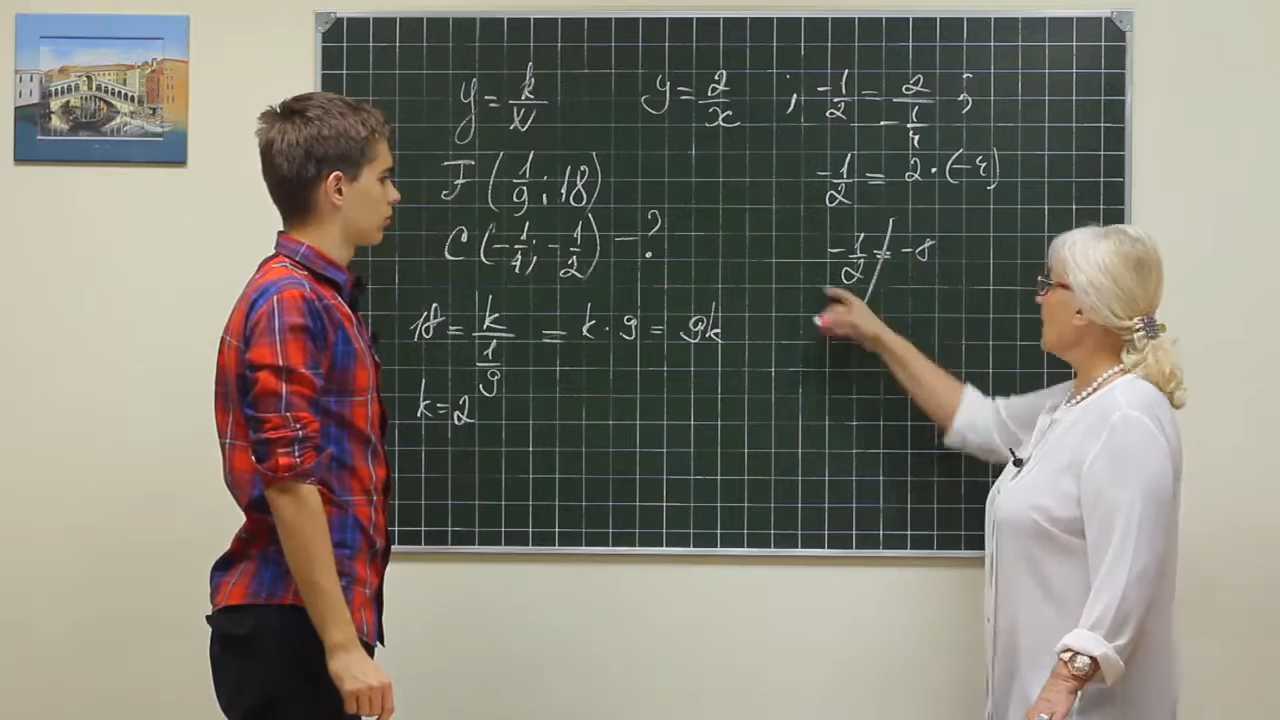 y = k/x
F (1/9; 18)
C (-1/4; -1/2) - ?
18 = k/(1/9) = k · 9 = 9k
k = 2
y = 2/x ; -1/2 = 2/(-1/4) ;
-1/2 = 2 · (-4)
-1/2 ≠ -8